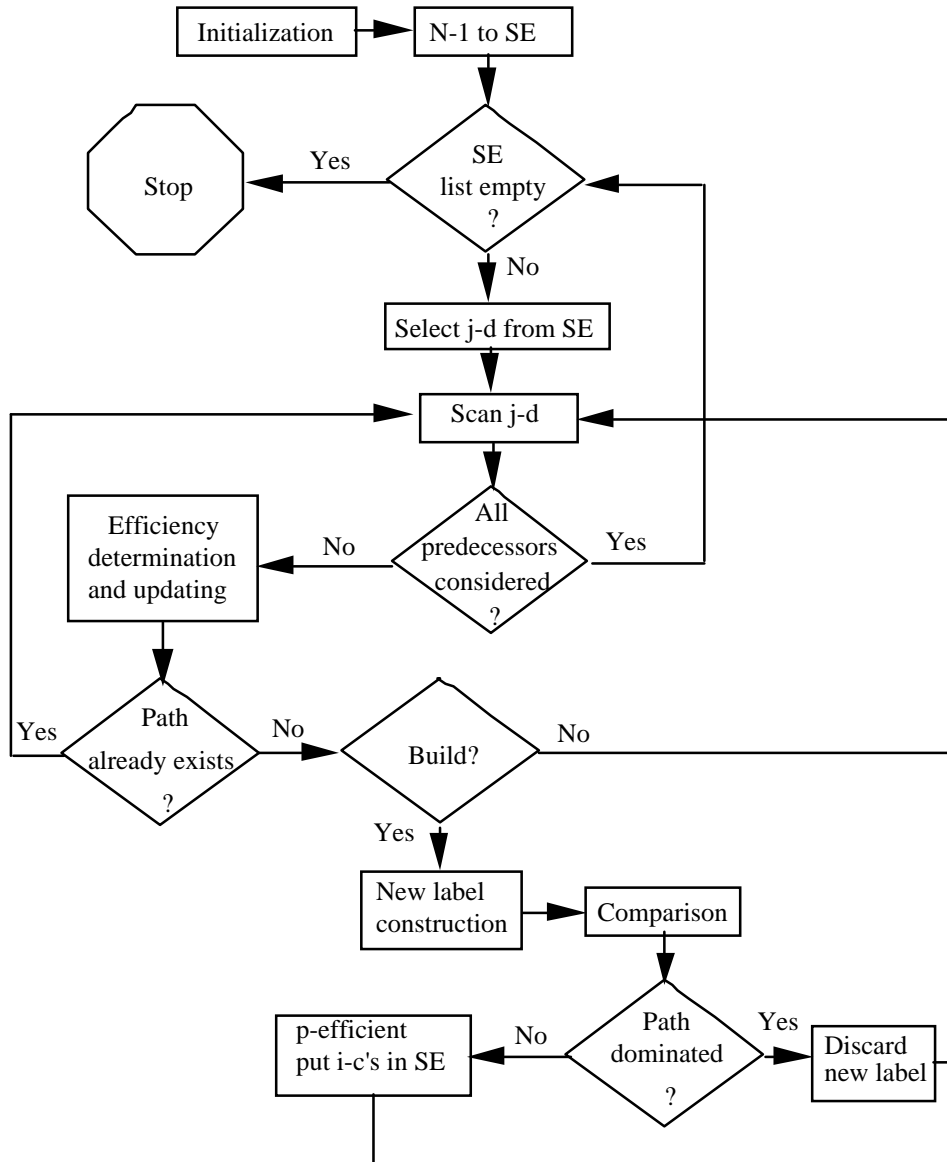 Initialization
N-1 to SE
Stop
Yes
SE
list empty
?
No
Select j-d from SE
Scan j-d
All
predecessors
considered
?
Yes
No
Efficiency
determination
and updating
Yes
Path
already exists
?
No
Build?
No
Yes
New label
construction
Comparison
Path
dominated
?
No
Yes
p-efficient
put i-c's in SE
Discard
new label